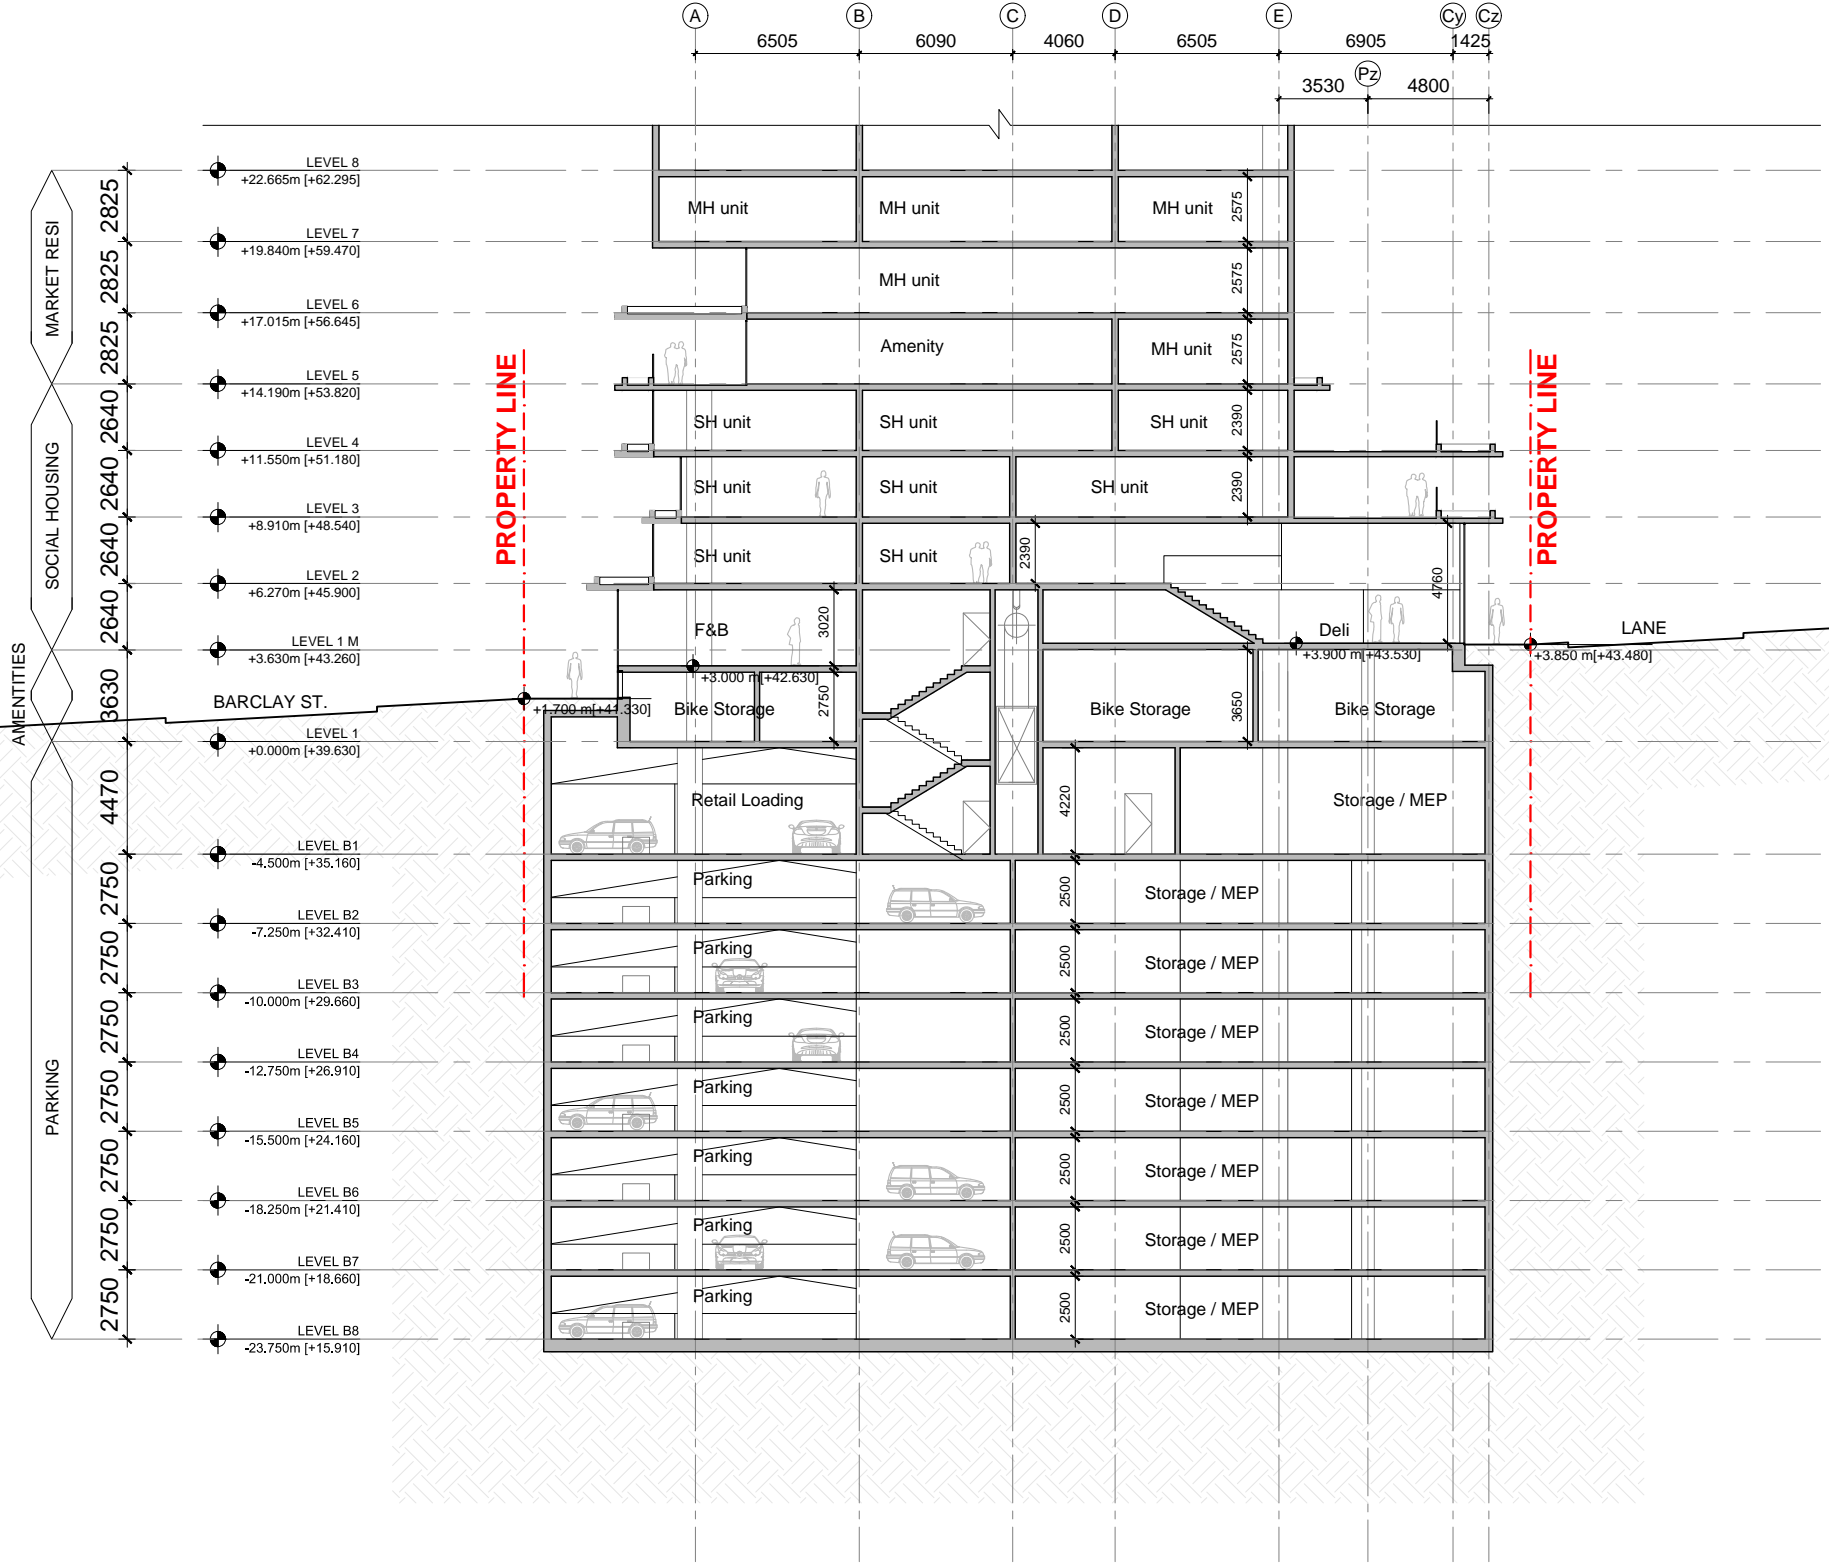 A B C D E Cy Cz
6505 6090 4060 6505 6905 1425
Pz
3530 4800
LEVEL 8
+22.665m [+62.295]
2825
MH unit MH unit MH unit 2575
MARKET RESI
LEVEL 7
+19.840m [+59.470]
2825
MH unit 2575
LEVEL 6
+17.015m [+56.645]
2825
Amenity MH unit 2575
PROPERTY LINE
PROPERTY LINE
LEVEL 5
+14.190m [+53.820]
2640
SH unit SH unit SH unit 2390
SOCIAL HOUSING
LEVEL 4
+11.550m [+51.180]
2640
SH unit SH unit SH unit 2390
LEVEL 3
+8.910m [+48.540]
2640
SH unit SH unit 2390 4760
LEVEL 2
+6.270m [+45.900]
2640
F&B 3020 Deli LANE
AMENTITIES
LEVEL 1 M
+3.630m [+43.260]
+3.900 m[+43.530] +3.850 m[+43.480]
+3.000 m[+42.630]
3630
BARCLAY ST. +1.700 m[+41.330] Bike Storage 2750 Bike Storage 3650 Bike Storage
LEVEL 1
+0.000m [+39.630]
4470
Retail Loading 4220 Storage / MEP
PARKING
LEVEL B1
-4.500m [+35.160]
2750
Parking 2500 Storage / MEP
LEVEL B2
-7.250m [+32.410]
2750
Parking 2500 Storage / MEP
LEVEL B3
-10.000m [+29.660]
2750
Parking 2500 Storage / MEP
LEVEL B4
-12.750m [+26.910]
2750
Parking 2500 Storage / MEP
LEVEL B5
-15.500m [+24.160]
2750
Parking 2500 Storage / MEP
LEVEL B6
-18.250m [+21.410]
2750
Parking 2500 Storage / MEP
LEVEL B7
-21.000m [+18.660]
2750
Parking 2500 Storage / MEP
LEVEL B8
-23.750m [+15.910]